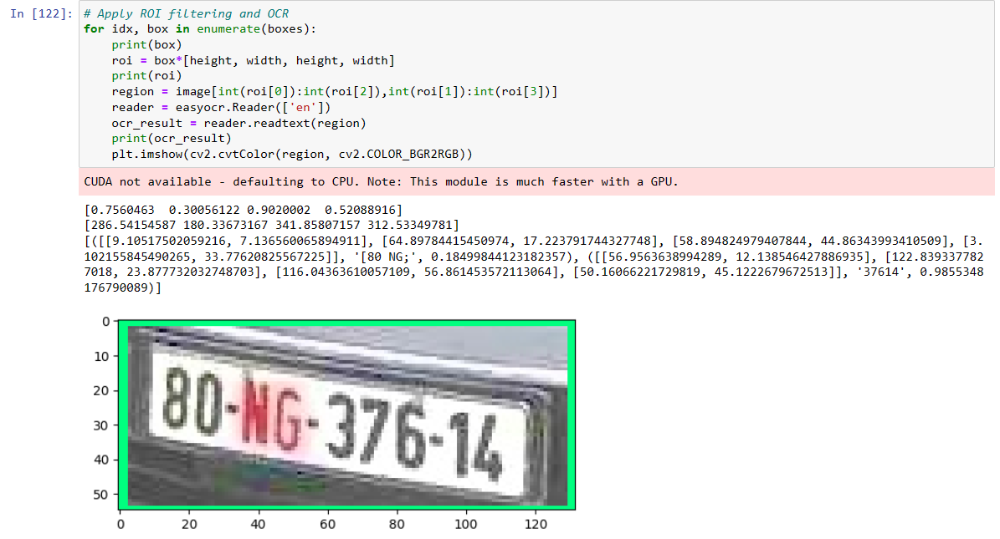 In [122]: # Apply ROI filtering and OCR
for idx, box in enumerate(boxes):
    print(box)
    roi = box*[height, width, height, width]
    print(roi)
    region = image[int(roi[0]):int(roi[2]),int(roi[1]):int(roi[3])]
    reader = easyocr.Reader(['en'])
    ocr_result = reader.readtext(region)
    print(ocr_result)
    plt.imshow(cv2.cvtColor(region, cv2.COLOR_BGR2RGB))
CUDA not available - defaulting to CPU. Note: This module is much faster with a GPU.
[0.7560463  0.30056122 0.9020002  0.52088916]
[286.54154587 180.33673167 341.85807157 312.53349781]
[([[9.10517502059216, 7.136560065894911], [64.89784415450974, 17.223791744327748], [58.894824979407844, 44.86343993410509], [3.
102155845490265, 33.77620825567225]], '[80 NG;', 0.18499844123182357), ([[56.9563638994289, 12.138546427886935], [122.839337782
7018, 23.877732032748703], [116.04363610057109, 56.861453572113064], [50.16066221729819, 45.1222679672513]], '37614', 0.9855348
176790089)]
0
10
20
30
40
50
80-NG-376-14
0 20 40 60 80 100 120